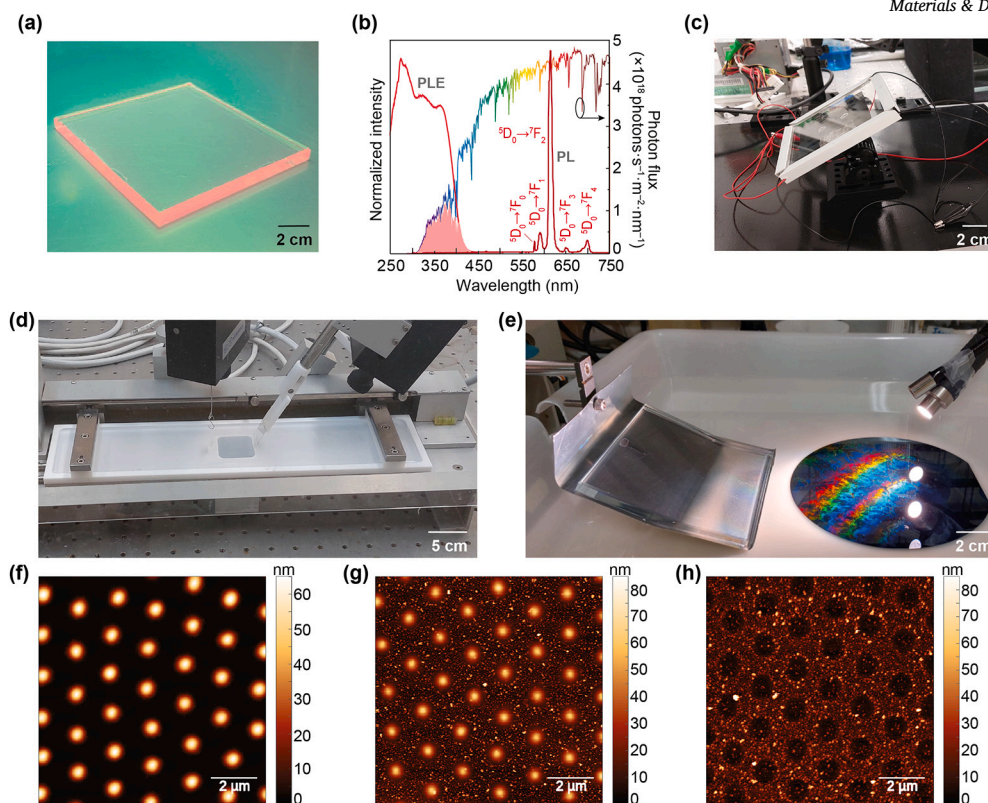 Materials & D
(a)
2 cm
(b)
Normalized intensity
PLE
PL
⁵D₀→⁷F₂
⁵D₀→⁷F₀
⁵D₀→⁷F₁
⁵D₀→⁷F₃
⁵D₀→⁷F₄
5
4
3
2
1
0
Photon flux
(×10¹⁸ photons·s⁻¹·m⁻²·nm⁻¹)
250 350 450 550 650 750
Wavelength (nm)
(c)
2 cm
(d)
5 cm
(e)
2 cm
(f)
nm
60
50
40
30
20
10
0
2 µm
(g)
nm
80
70
60
50
40
30
20
10
0
2 µm
(h)
nm
80
70
60
50
40
30
20
10
0
2 µm